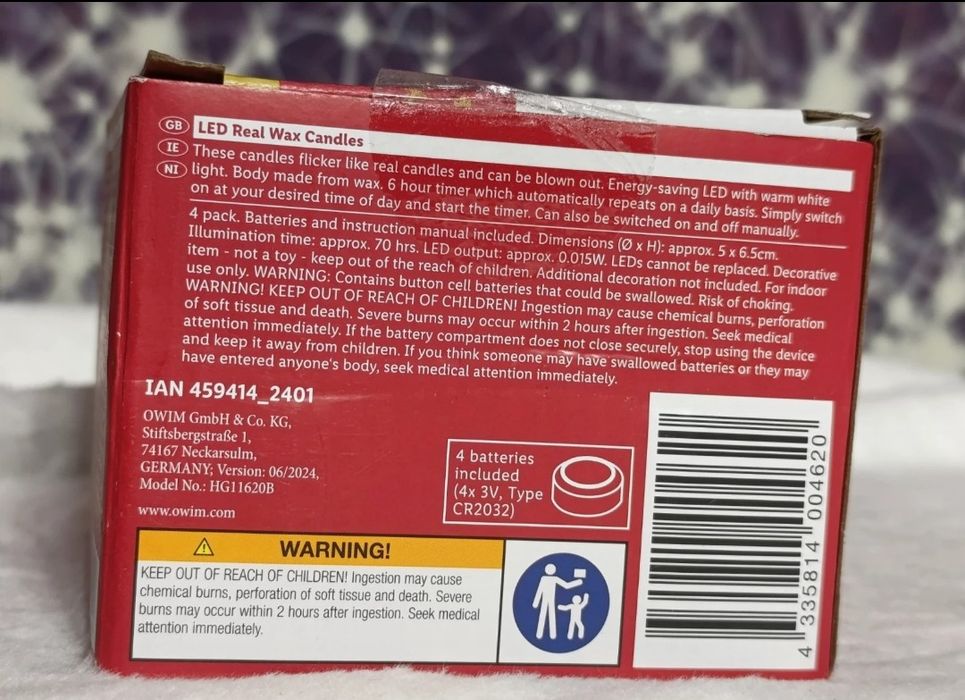 GB LED Real Wax Candles
IE These candles flicker like real candles and can be blown out. Energy-saving LED with warm white
NI light. Body made from wax. 6 hour timer which automatically repeats on a daily basis. Simply switch
on at your desired time of day and start the timer. Can also be switched on and off manually.
4 pack. Batteries and instruction manual included. Dimensions (Ø x H): approx. 5 x 6.5cm.
Illumination time: approx. 70 hrs. LED output: approx. 0.015W. LEDs cannot be replaced. Decorative
item - not a toy - keep out of the reach of children. Additional decoration not included. For indoor
use only. WARNING: Contains button cell batteries that could be swallowed. Risk of choking.
WARNING! KEEP OUT OF REACH OF CHILDREN! Ingestion may cause chemical burns, perforation
of soft tissue and death. Severe burns may occur within 2 hours after ingestion. Seek medical
attention immediately. If the battery compartment does not close securely, stop using the device
and keep it away from children. If you think someone may have swallowed batteries or they may
have entered anyone's body, seek medical attention immediately.
IAN 459414_2401
OWIM GmbH & Co. KG,
Stiftsbergstraße 1,
74167 Neckarsulm,
GERMANY; Version: 06/2024,
Model No.: HG11620B
www.owim.com
4 batteries
included
(4x 3V, Type
CR2032)
WARNING!
KEEP OUT OF REACH OF CHILDREN! Ingestion may cause
chemical burns, perforation of soft tissue and death. Severe
burns may occur within 2 hours after ingestion. Seek medical
attention immediately.
4 335814 004620